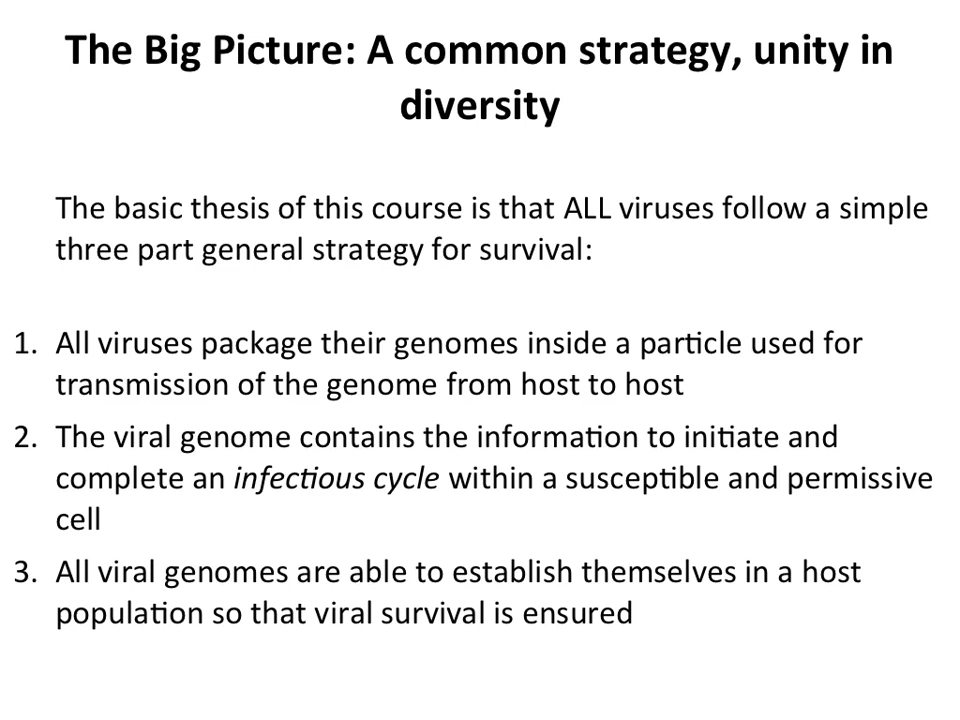 The Big Picture: A common strategy, unity in
diversity
The basic thesis of this course is that ALL viruses follow a simple
three part general strategy for survival:
1. All viruses package their genomes inside a particle used for
transmission of the genome from host to host
2. The viral genome contains the information to initiate and
complete an infectious cycle within a susceptible and permissive
cell
3. All viral genomes are able to establish themselves in a host
population so that viral survival is ensured